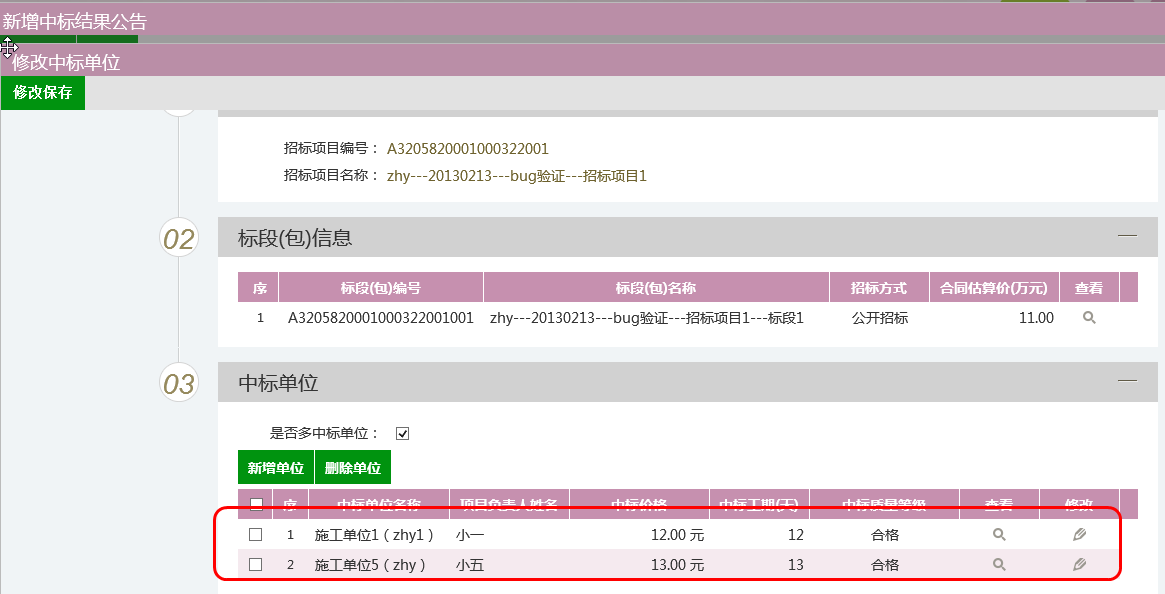 新增中标结果公告
修改中标单位
修改保存
招标项目编号： A3205820001000322001
招标项目名称： zhy---20130213---bug验证---招标项目1
02 标段(包)信息
序 标段(包)编号 标段(包)名称 招标方式 合同估算价(万元) 查看
1 A3205820001000322001001 zhy---20130213---bug验证---招标项目1---标段1 公开招标 11.00
03 中标单位
是否多中标单位：
新增单位 删除单位
序 中标单位名称 项目负责人姓名 中标价格 中标工期(天) 中标质量等级 查看 修改
1 施工单位1（zhy1） 小一 12.00 元 12 合格
2 施工单位5（zhy） 小五 13.00 元 13 合格